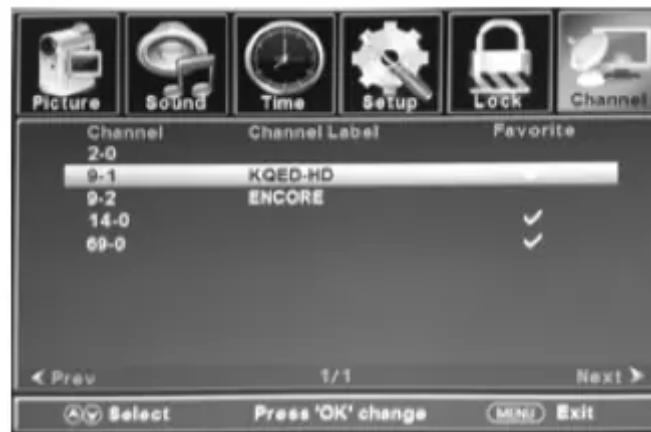 Picture Sound Time Setup Lock Channel
Channel Channel Label Favorite
2-0
9-1 KQED-HD
9-2 ENCORE
14-0
69-0
Prev 1/1 Next
Select Press 'OK' change MENU Exit